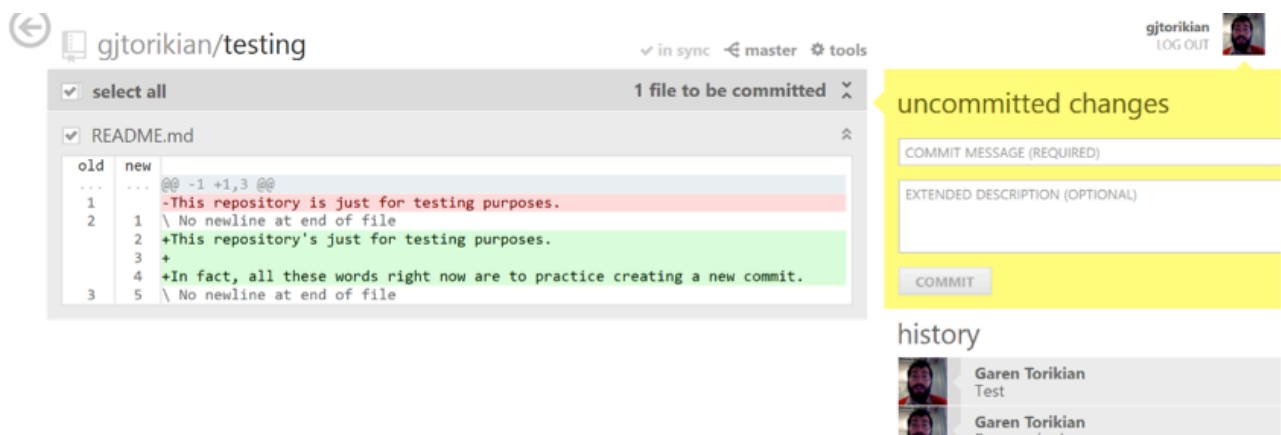 gjtorikian/testing
in sync master tools
gjtorikian
LOG OUT
select all 1 file to be committed
README.md
old new
... ... @@ -1 +1,3 @@
1 -This repository is just for testing purposes.
2 1 \ No newline at end of file
2 +This repository's just for testing purposes.
3 +
4 +In fact, all these words right now are to practice creating a new commit.
3 5 \ No newline at end of file
uncommitted changes
COMMIT MESSAGE (REQUIRED)
EXTENDED DESCRIPTION (OPTIONAL)
COMMIT
history
Garen Torikian
Test
Garen Torikian